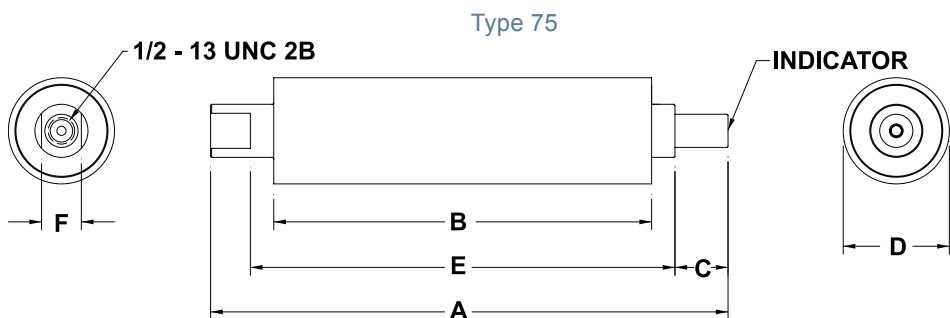 Type 75
1/2 - 13 UNC 2B
INDICATOR
F
B
D
E
C
A